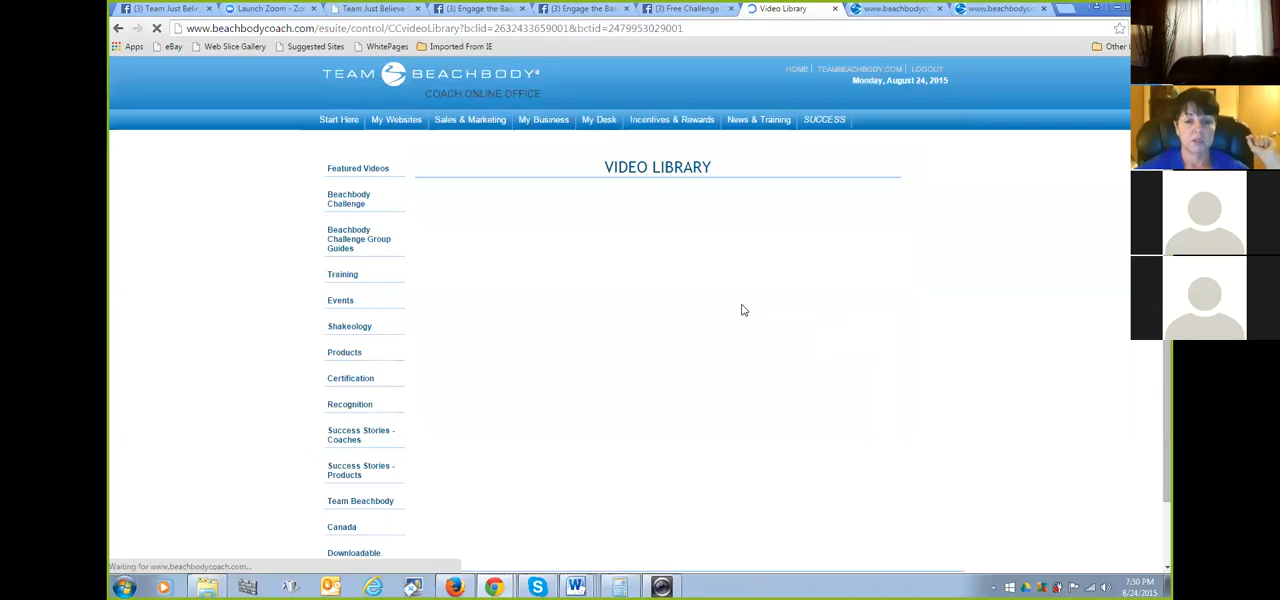 (3) Team Just Beli
Launch Zoom - Zo
Team Just Believe
(3) Engage the Bas
(3) Engage the Bas
(3) Free Challenge
Video Library
www.beachbodyc
www.beachbodyc
www.beachbodycoach.com/esuite/control/CCvideoLibrary?bclid=2632433659001&bctid=2479953029001
Apps
eBay
Web Slice Gallery
Suggested Sites
WhitePages
Imported From IE
Other
TEAM BEACHBODY®
COACH ONLINE OFFICE
HOME | TEAMBEACHBODY.COM | LOGOUT
Monday, August 24, 2015
Start Here
My Websites
Sales & Marketing
My Business
My Desk
Incentives & Rewards
News & Training
SUCCESS
VIDEO LIBRARY
Featured Videos
Beachbody
Challenge
Beachbody
Challenge Group
Guides
Training
Events
Shakeology
Products
Certification
Recognition
Success Stories -
Coaches
Success Stories -
Products
Team Beachbody
Canada
Downloadable
Waiting for www.beachbodycoach.com...
7:50 PM
8/24/2015